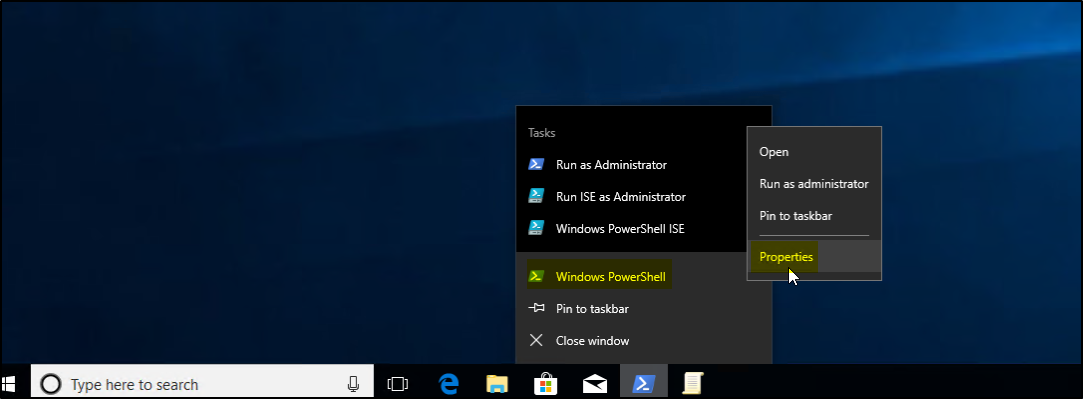 Tasks
Run as Administrator
Run ISE as Administrator
Windows PowerShell ISE
Windows PowerShell
Pin to taskbar
Close window
Open
Run as administrator
Pin to taskbar
Properties
Type here to search